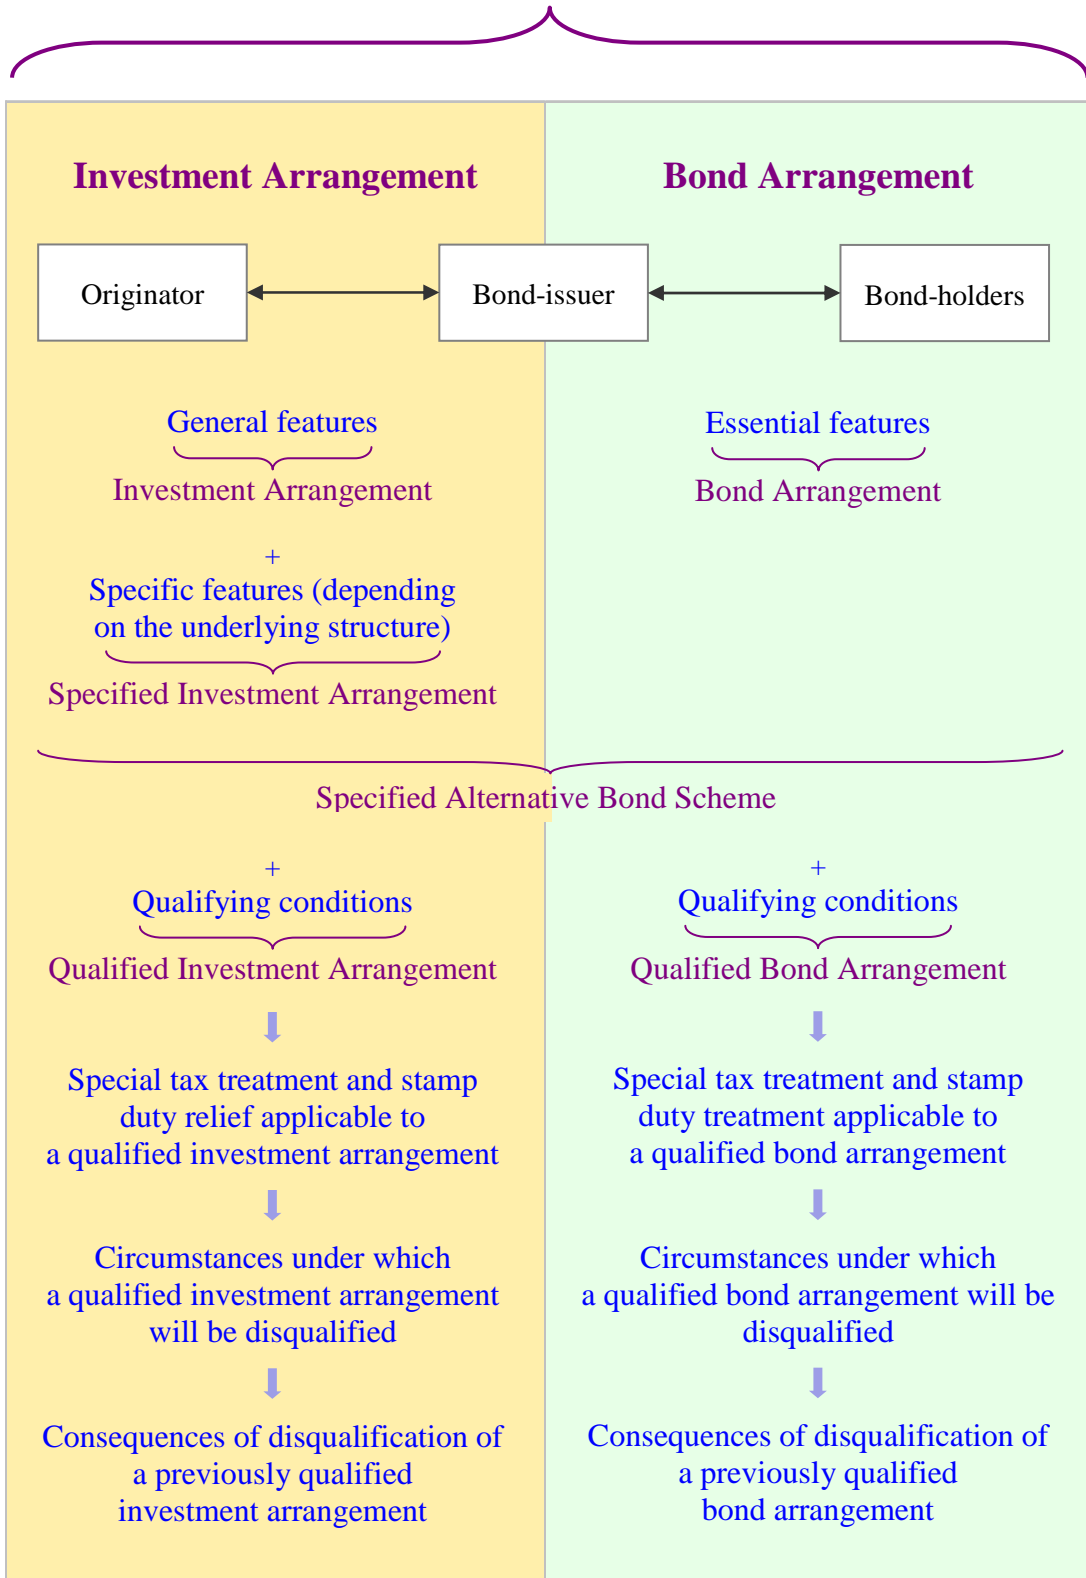 Investment Arrangement
Bond Arrangement
Originator
Bond-issuer
Bond-holders
General features
Investment Arrangement
+
Specific features (depending
on the underlying structure)
Specified Investment Arrangement
Essential features
Bond Arrangement
Specified Alternative Bond Scheme
+
Qualifying conditions
Qualified Investment Arrangement
Special tax treatment and stamp
duty relief applicable to
a qualified investment arrangement
Circumstances under which
a qualified investment arrangement
will be disqualified
Consequences of disqualification of
a previously qualified
investment arrangement
+
Qualifying conditions
Qualified Bond Arrangement
Special tax treatment and stamp
duty treatment applicable to
a qualified bond arrangement
Circumstances under which
a qualified bond arrangement will be
disqualified
Consequences of disqualification of
a previously qualified
bond arrangement